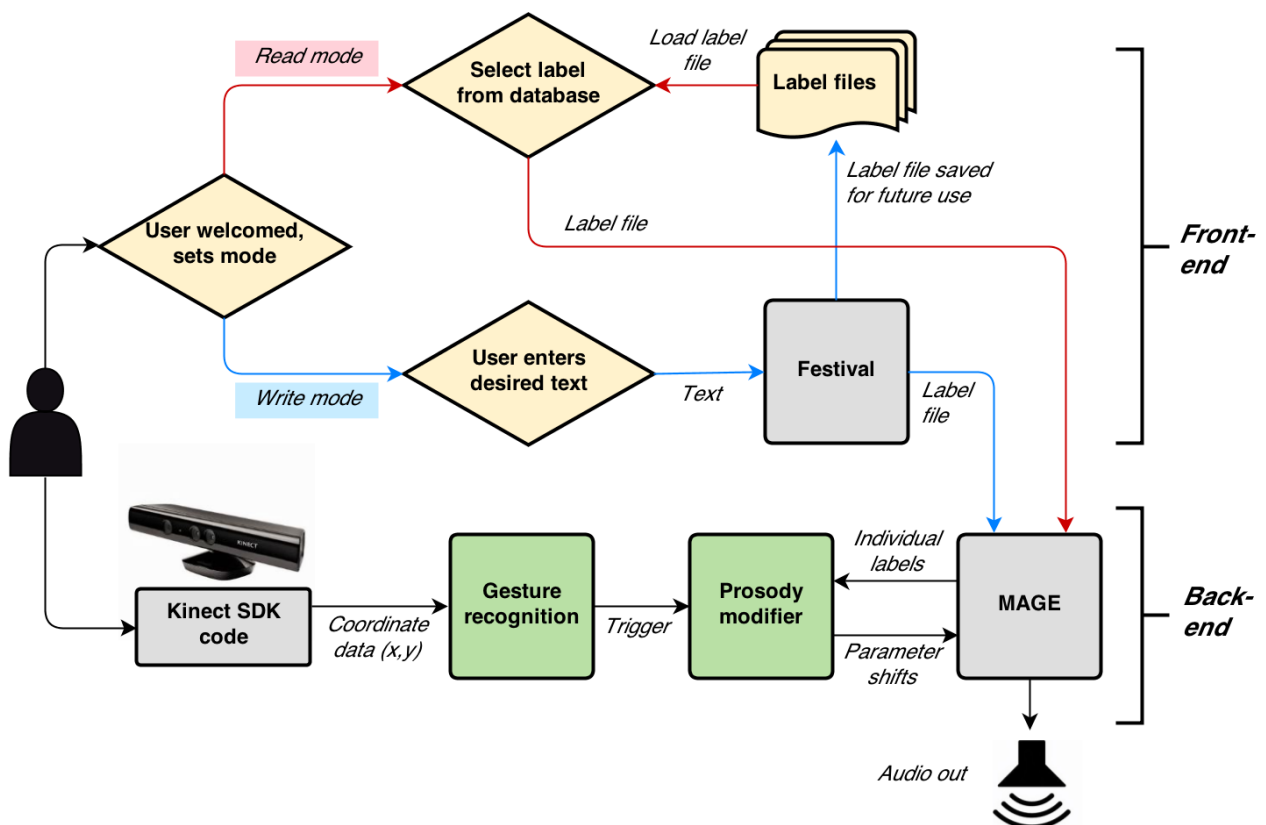 Read mode
Select label
from database
Load label
file
Label files
Label file saved
for future use
User welcomed,
sets mode
Label file
Front-
end
User enters
desired text
Write mode
Text
Festival
Label
file
KINECT
Kinect SDK
code
Coordinate
data (x,y)
Gesture
recognition
Trigger
Prosody
modifier
Individual
labels
Parameter
shifts
MAGE
Back-
end
Audio out